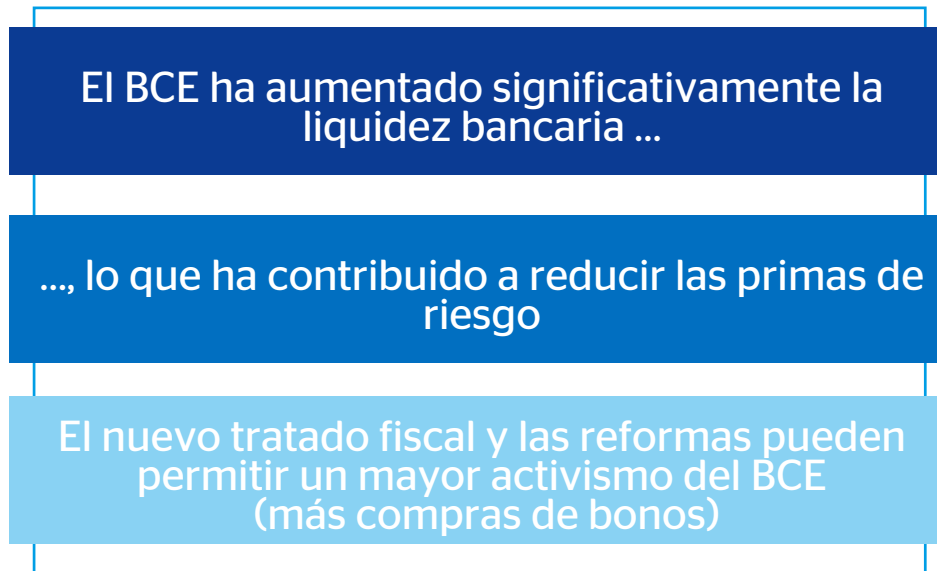 El BCE ha aumentado significativamente la
liquidez bancaria ...
..., lo que ha contribuido a reducir las primas de
riesgo
El nuevo tratado fiscal y las reformas pueden
permitir un mayor activismo del BCE
(más compras de bonos)